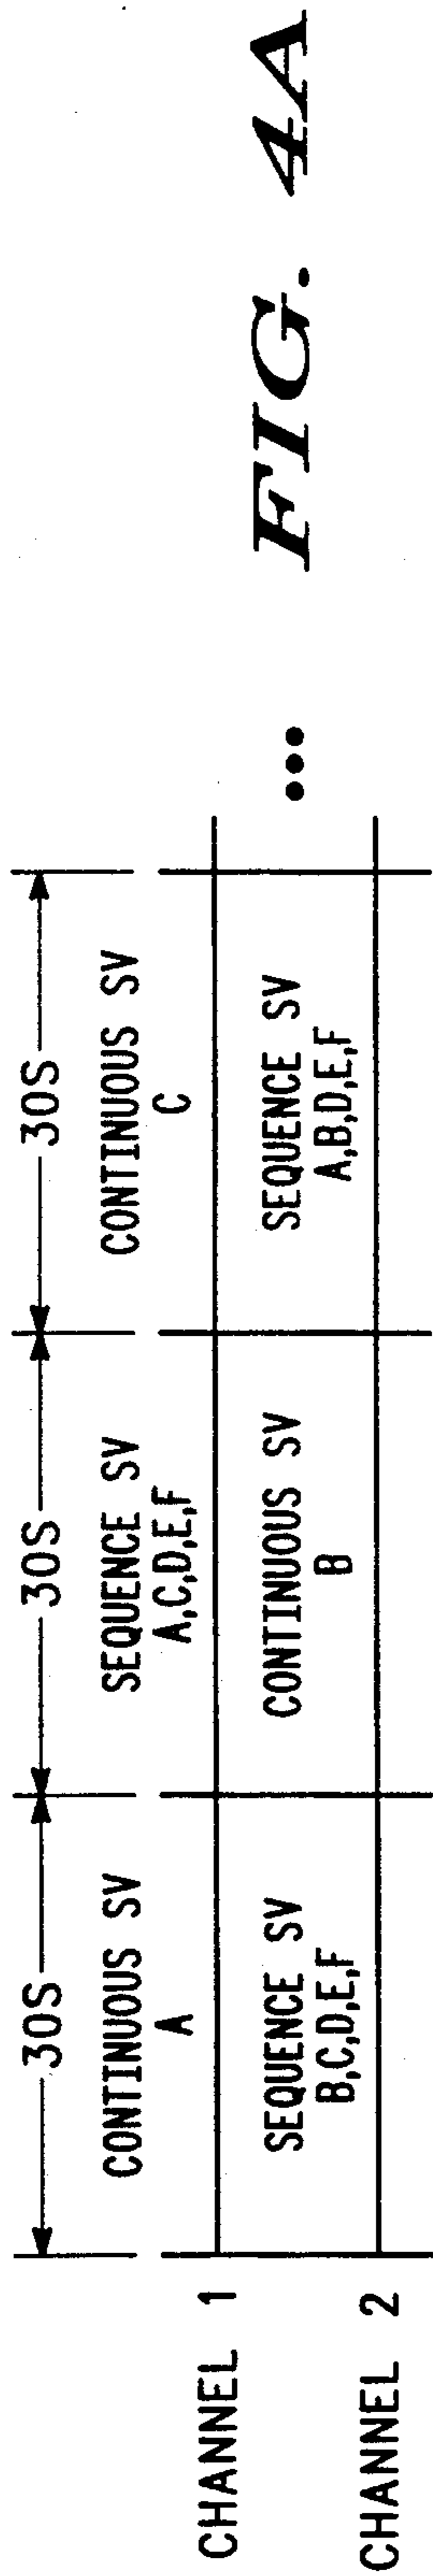 30S
30S
30S
CONTINUOUS SV
A
SEQUENCE SV
A,C,D,E,F
CONTINUOUS SV
C
CHANNEL 1
SEQUENCE SV
B,C,D,E,F
CONTINUOUS SV
B
SEQUENCE SV
A,B,D,E,F
•••
CHANNEL 2
FIG. 4A